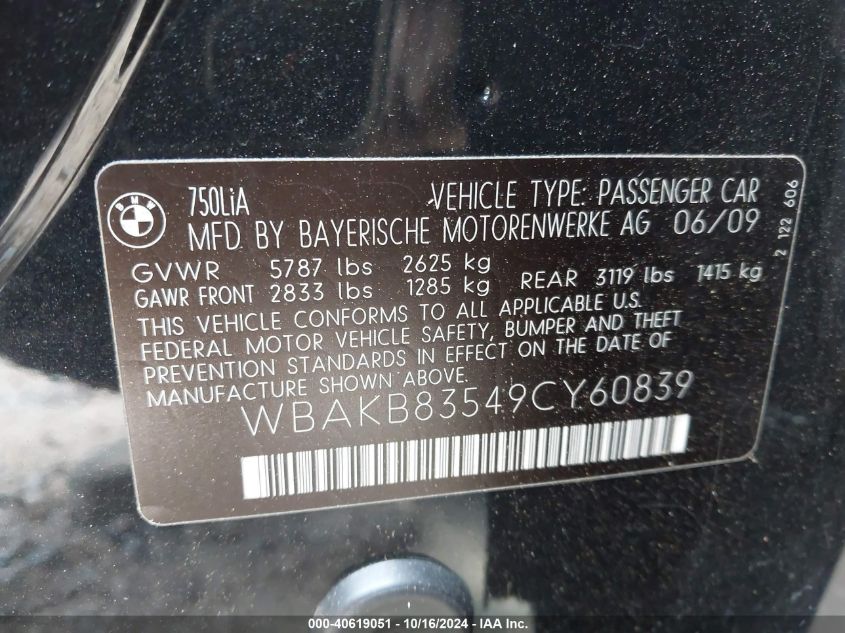 BMW
750LiA VEHICLE TYPE: PASSENGER CAR
MFD. BY BAYERISCHE MOTORENWERKE AG 06/09
GVWR 5787 lbs 2625 kg
GAWR FRONT 2833 lbs 1285 kg REAR 3119 lbs 1415 kg
THIS VEHICLE CONFORMS TO ALL APPLICABLE U.S.
FEDERAL MOTOR VEHICLE SAFETY, BUMPER AND THEFT
PREVENTION STANDARDS IN EFFECT ON THE DATE OF
MANUFACTURE SHOWN ABOVE.
WBAKB83549CY60839
2 122 606
000-40619051 - 10/16/2024 - IAA Inc.